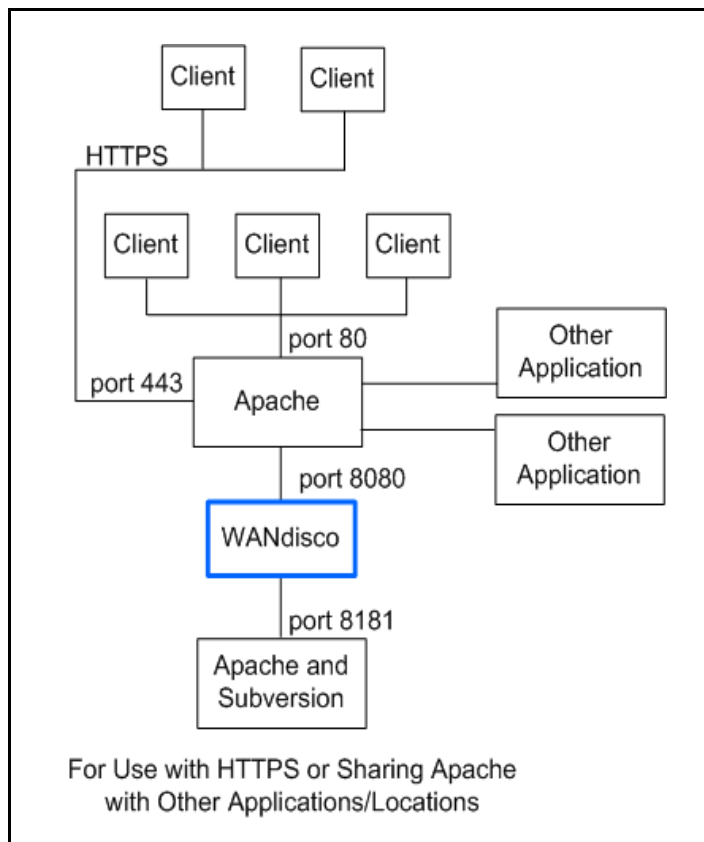 Client
Client
HTTPS
Client
Client
Client
port 80
port 443
Apache
Other
Application
Other
Application
port 8080
WANdisco
port 8181
Apache and
Subversion
For Use with HTTPS or Sharing Apache
with Other Applications/Locations